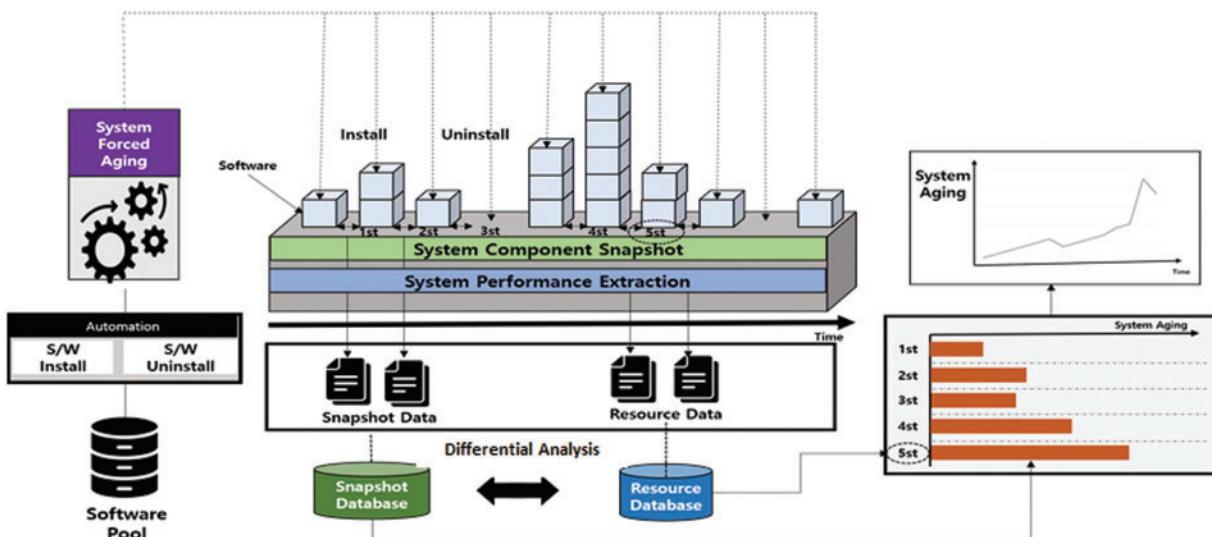 System
Forced
Aging
Automation
S/W
Install
S/W
Uninstall
Software
Pool
Install
Uninstall
Software
1st
2st
3st
4st
5st
System Component Snapshot
System Performance Extraction
Time
Snapshot Data
Resource Data
Differential Analysis
Snapshot
Database
Resource
Database
System
Aging
Time
System Aging
1st
2st
3st
4st
5st